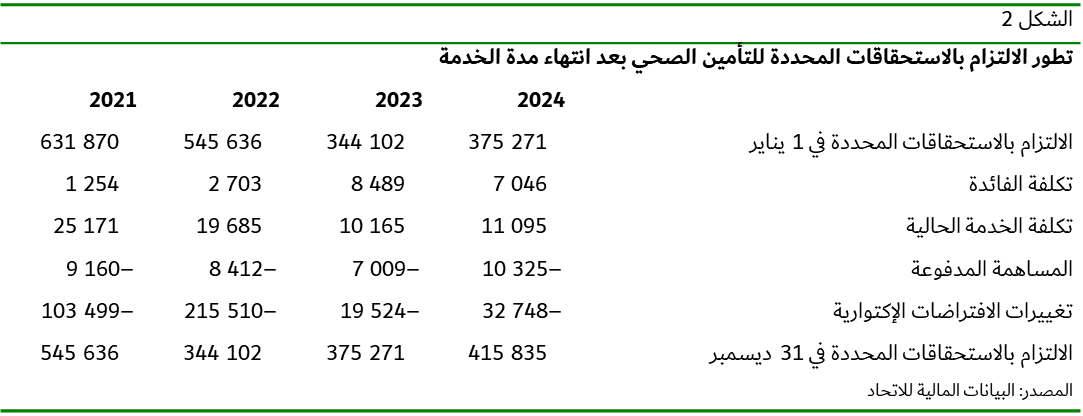 الشكل 2
تطور الالتزام بالاستحقاقات المحددة للتأمين الصحي بعد انتهاء مدة الخدمة
2024 2023 2022 2021
الالتزام بالاستحقاقات المحددة في 1 يناير 375 271 344 102 545 636 631 870
تكلفة الفائدة 7 046 8 489 2 703 1 254
تكلفة الخدمة الحالية 11 095 10 165 19 685 25 171
المساهمة المدفوعة 10 325– 7 009– 8 412– 9 160–
تغييرات الافتراضات الإكتوارية 32 748– 19 524– 215 510– 103 499–
الالتزام بالاستحقاقات المحددة في 31 ديسمبر 415 835 375 271 344 102 545 636
المصدر: البيانات المالية للاتحاد